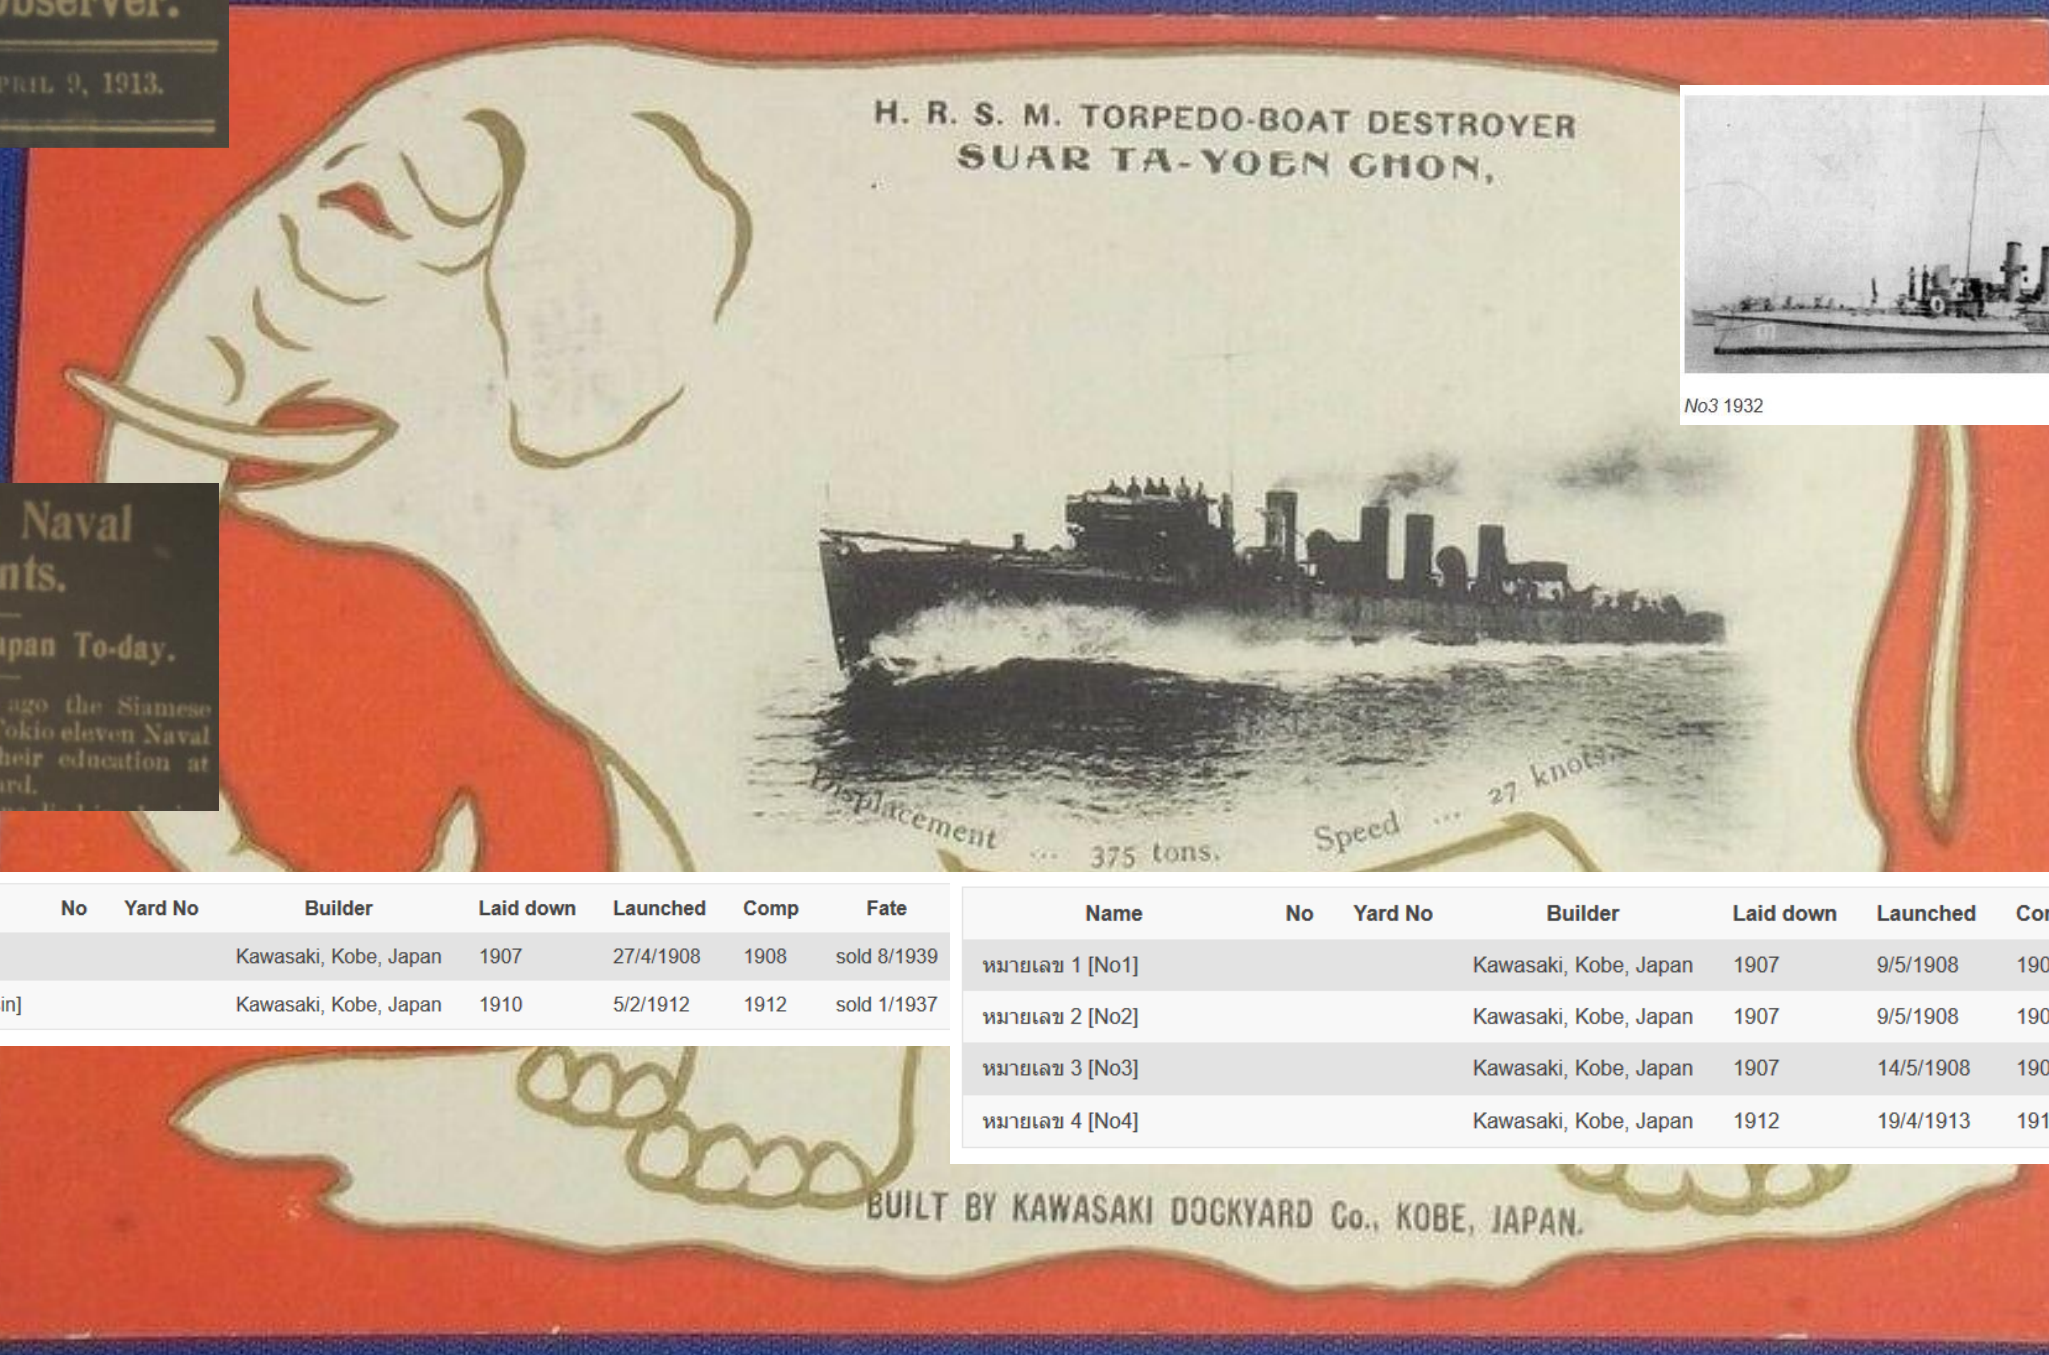 Observer.
APRIL 9, 1913.
H. R. S. M. TORPEDO-BOAT DESTROYER
SUAR TA-YOEN CHON,
No3 1932
Naval
To-day.
ago the Siamese
Tokio eleven Naval
their education at
Displacement ... 375 tons. Speed ... 27 knots.
No Yard No Builder Laid down Launched Comp Fate
Kawasaki, Kobe, Japan 1907 27/4/1908 1908 sold 8/1939
in] Kawasaki, Kobe, Japan 1910 5/2/1912 1912 sold 1/1937
Name No Yard No Builder Laid down Launched
หมายเลข 1 [No1] Kawasaki, Kobe, Japan 1907 9/5/1908
หมายเลข 2 [No2] Kawasaki, Kobe, Japan 1907 9/5/1908
หมายเลข 3 [No3] Kawasaki, Kobe, Japan 1907 14/5/1908
หมายเลข 4 [No4] Kawasaki, Kobe, Japan 1912 19/4/1913
BUILT BY KAWASAKI DOCKYARD Co., KOBE, JAPAN.